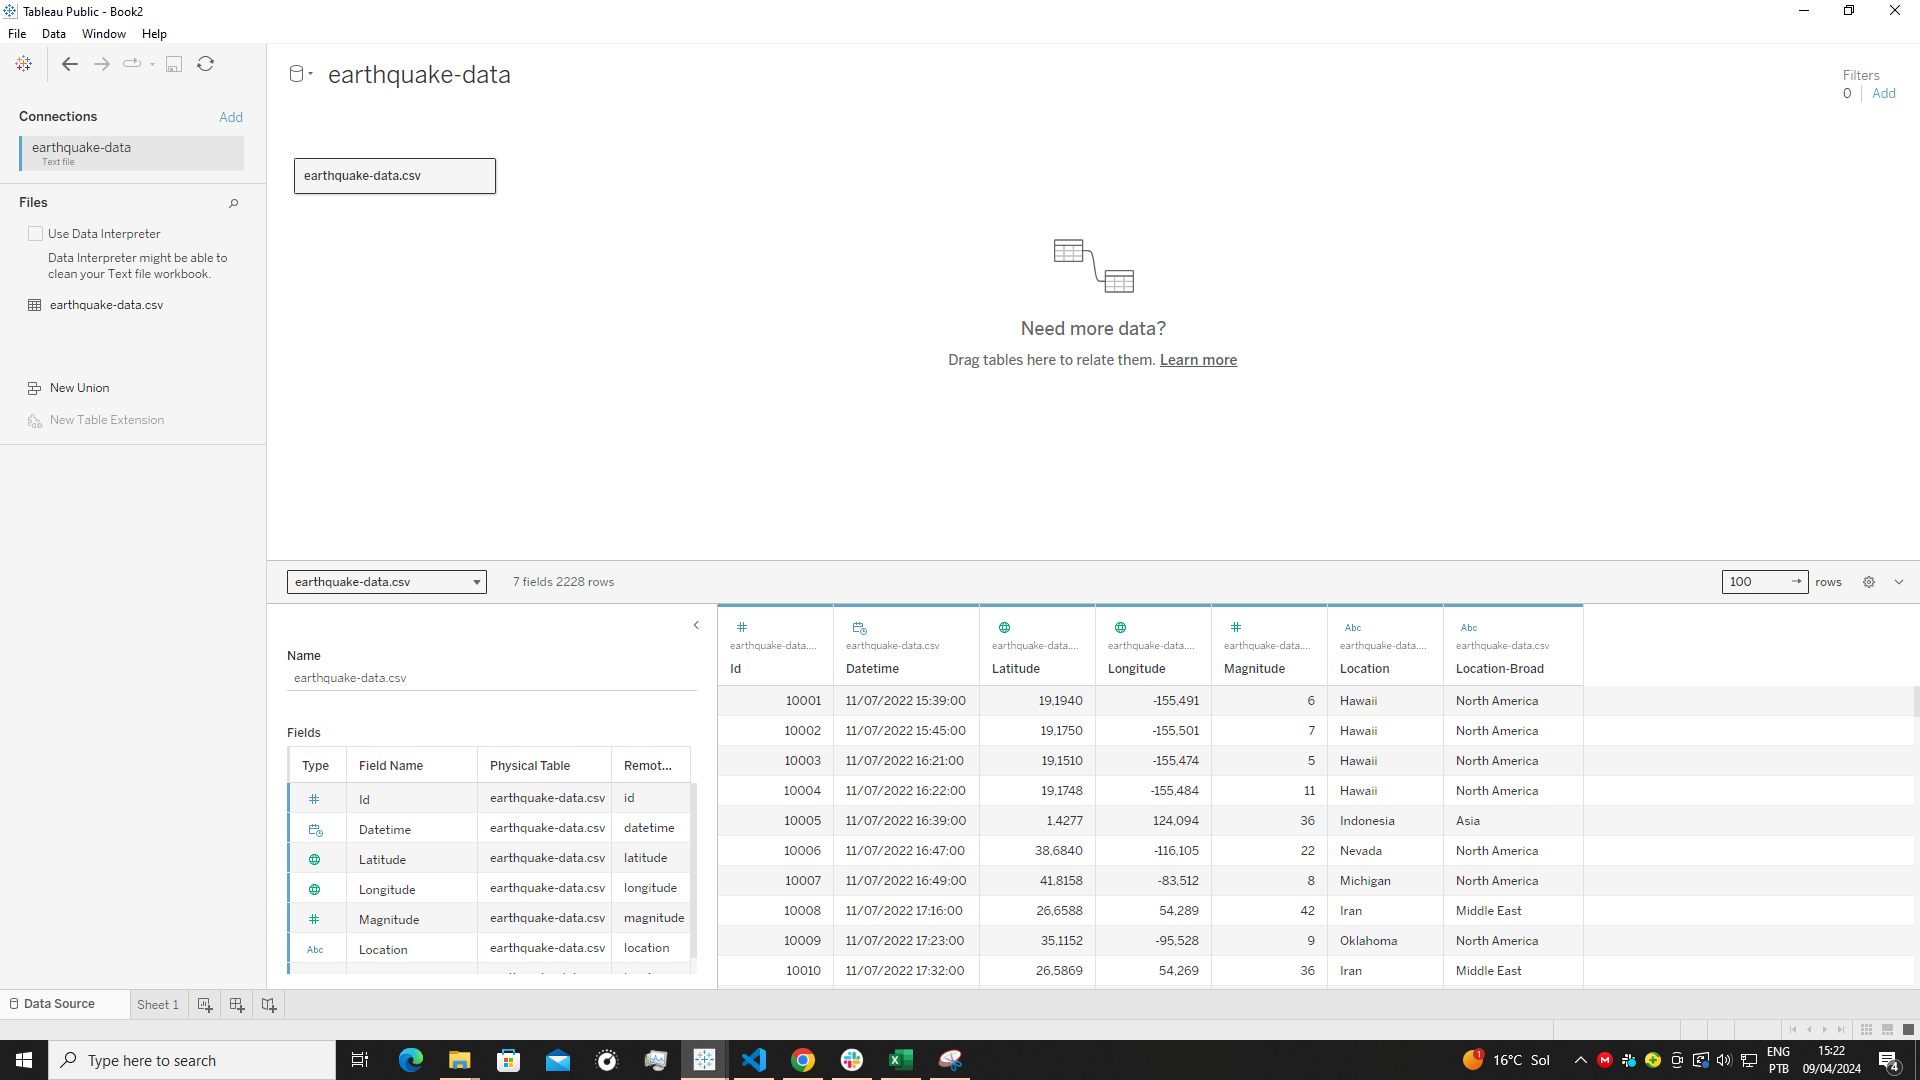 Tableau Public - Book2
File Data Window Help
earthquake-data
Filters
0 Add
Connections Add
earthquake-data
Text file
earthquake-data.csv
Files
Use Data Interpreter
Data Interpreter might be able to
clean your Text file workbook.
earthquake-data.csv
Need more data?
Drag tables here to relate them. Learn more
New Union
New Table Extension
earthquake-data.csv 7 fields 2228 rows 100 rows
Name
earthquake-data.csv
Fields
Type Field Name Physical Table Remot...
Id earthquake-data.csv id
Datetime earthquake-data.csv datetime
Latitude earthquake-data.csv latitude
Longitude earthquake-data.csv longitude
Magnitude earthquake-data.csv magnitude
Abc Location earthquake-data.csv location
Abc Abc
earthquake-data.... earthquake-data.csv earthquake-data.... earthquake-data.... earthquake-data.... earthquake-data.... earthquake-data.csv
Id Datetime Latitude Longitude Magnitude Location Location-Broad
10001 11/07/2022 15:39:00 19,1940 -155,491 6 Hawaii North America
10002 11/07/2022 15:45:00 19,1750 -155,501 7 Hawaii North America
10003 11/07/2022 16:21:00 19,1510 -155,474 5 Hawaii North America
10004 11/07/2022 16:22:00 19,1748 -155,484 11 Hawaii North America
10005 11/07/2022 16:39:00 1,4277 124,094 36 Indonesia Asia
10006 11/07/2022 16:47:00 38,6840 -116,105 22 Nevada North America
10007 11/07/2022 16:49:00 41,8158 -83,512 8 Michigan North America
10008 11/07/2022 17:16:00 26,6588 54,289 42 Iran Middle East
10009 11/07/2022 17:23:00 35,1152 -95,528 9 Oklahoma North America
10010 11/07/2022 17:32:00 26,5869 54,269 36 Iran Middle East
Data Source Sheet 1
Type here to search
1 16°C Sol
M
ENG
PTB
15:22
09/04/2024
4